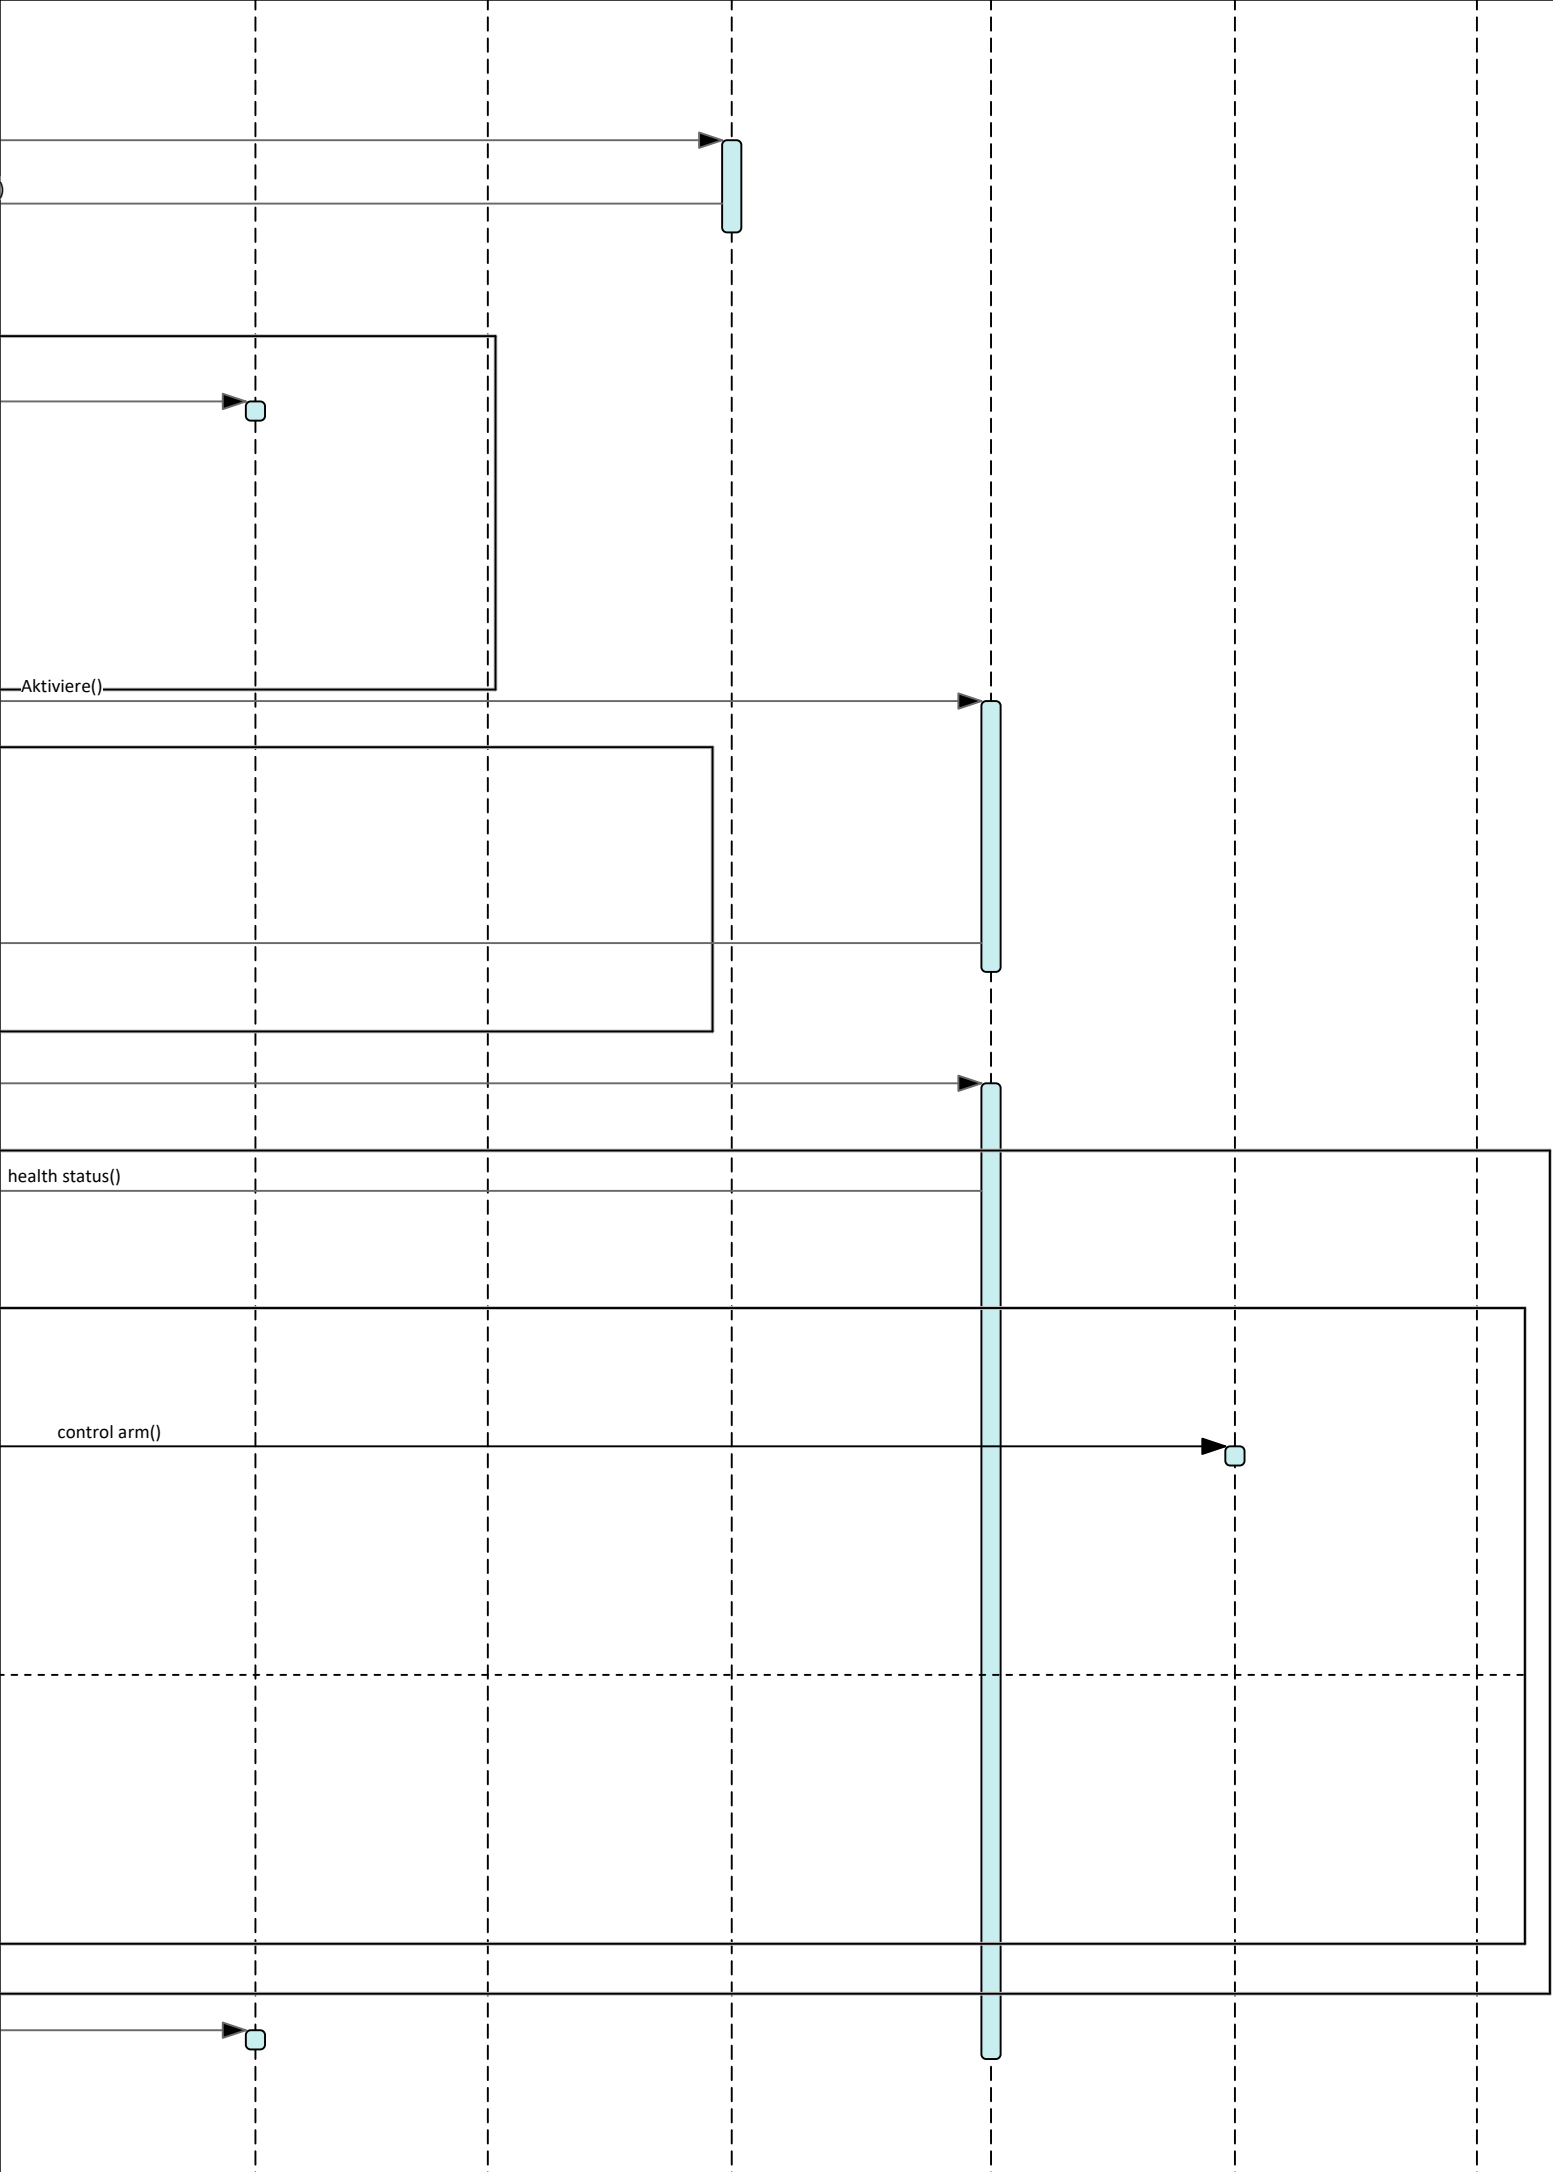 )
Aktiviere()
health status()
control arm()